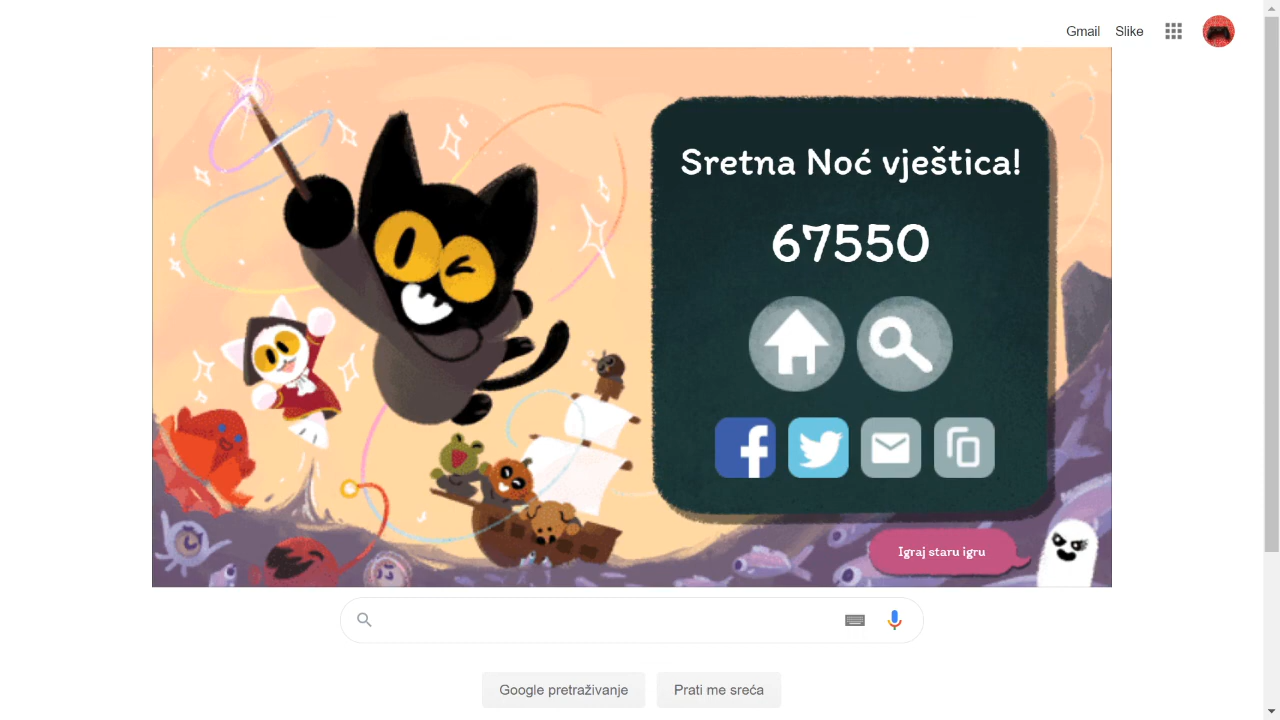 Gmail Slike
Sretna Noć vještica!
67550
Igraj staru igru
Google pretraživanje Prati me sreća